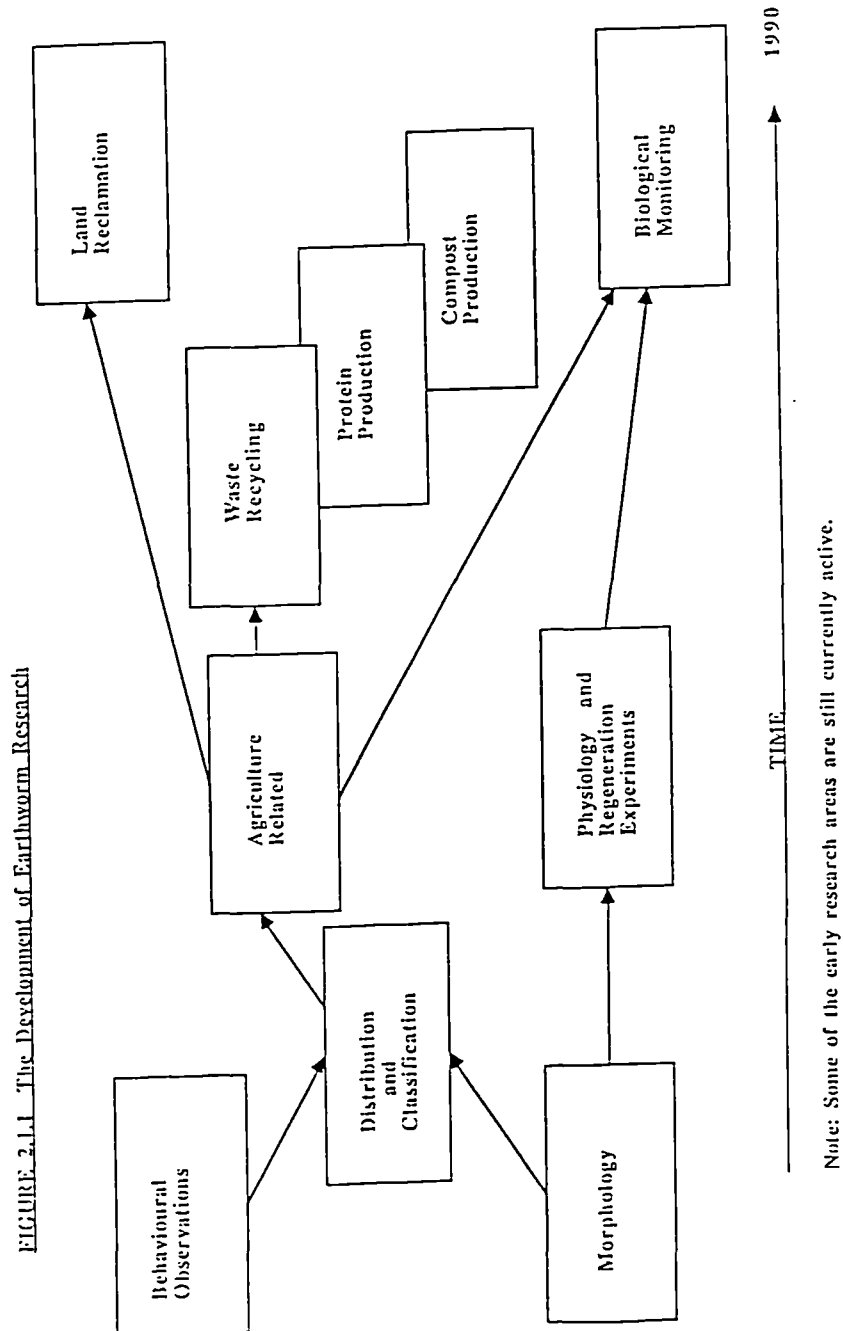 FIGURE 2.1.1 The Development of Earthworm Research
Behavioural
Observations
Distribution
and
Classification
Morphology
Agriculture
Related
Physiology and
Regeneration
Experiments
Waste
Recycling
Protein
Production
Compost
Production
Land
Reclamation
Biological
Monitoring
TIME
1990
Note: Some of the early research areas are still currently active.